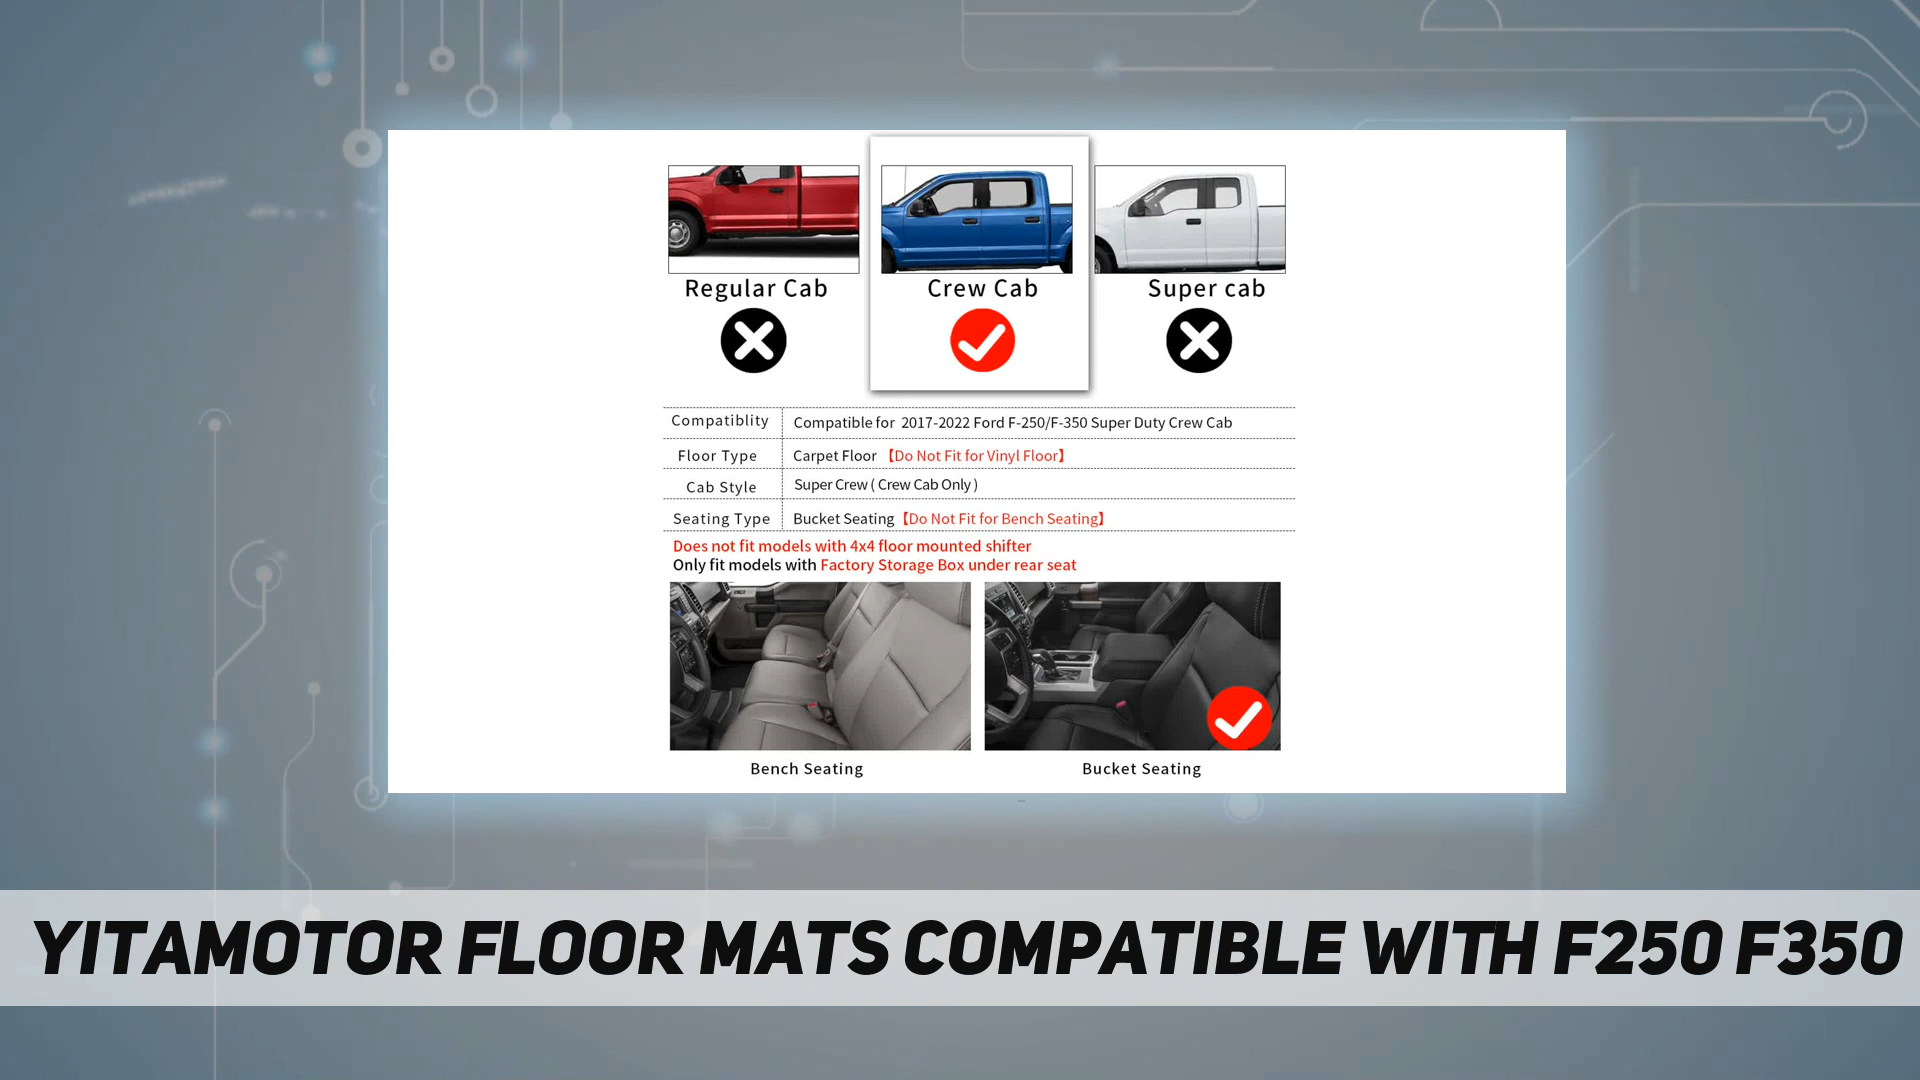 Regular Cab
Crew Cab
Super cab
Compatiblity
Compatible for 2017-2022 Ford F-250/F-350 Super Duty Crew Cab
Floor Type
Carpet Floor 【Do Not Fit for Vinyl Floor】
Cab Style
Super Crew ( Crew Cab Only )
Seating Type
Bucket Seating【Do Not Fit for Bench Seating】
Does not fit models with 4x4 floor mounted shifter
Only fit models with Factory Storage Box under rear seat
Bench Seating
Bucket Seating
YITAMOTOR FLOOR MATS COMPATIBLE WITH F250 F350